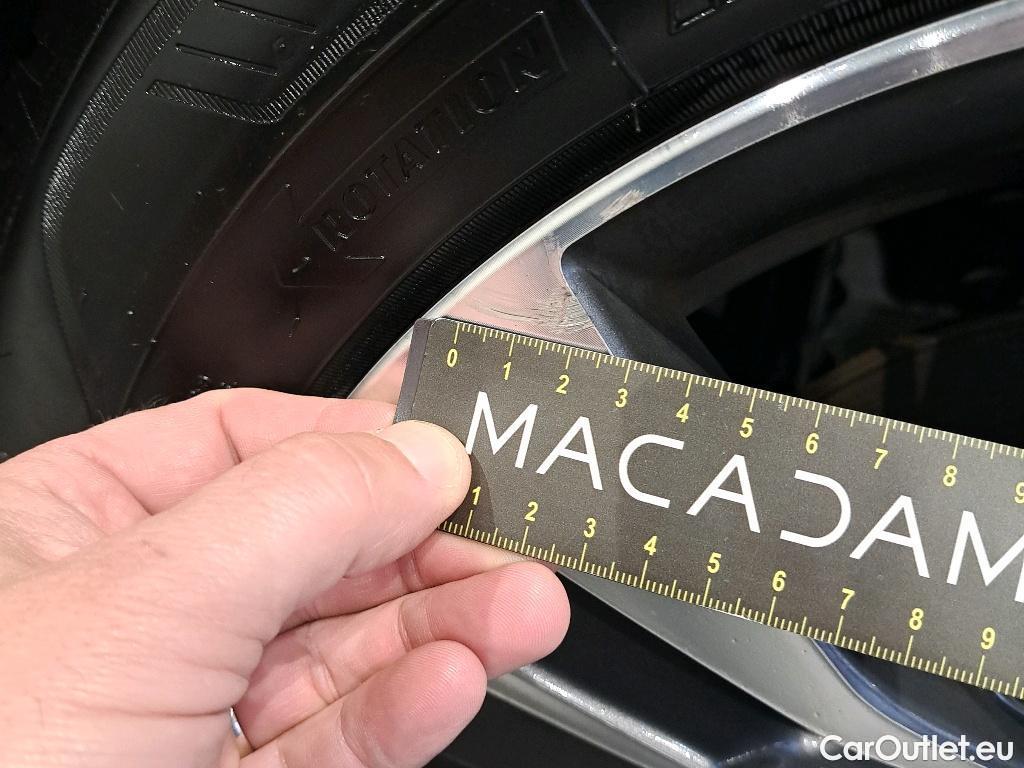 ROTATION
0 1 2 3 4 5 6 7 8 9
MACADAM
1 2 3 4 5 6 7 8 9
CarOutlet.eu